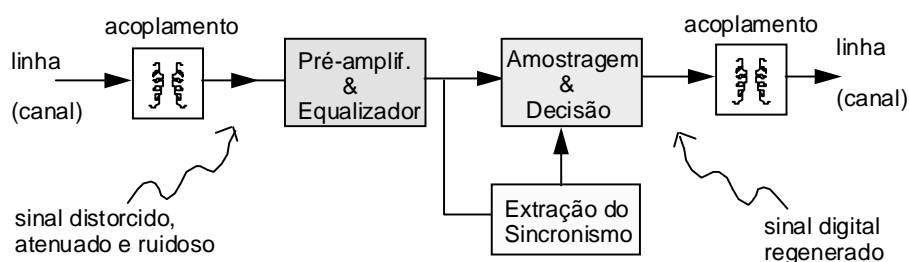 acoplamento
linha
(canal)
Pré-amplif.
&
Equalizador
Amostragem
&
Decisão
acoplamento
linha
(canal)
Extração do
Sincronismo
sinal distorcido,
atenuado e ruidoso
sinal digital
regenerado